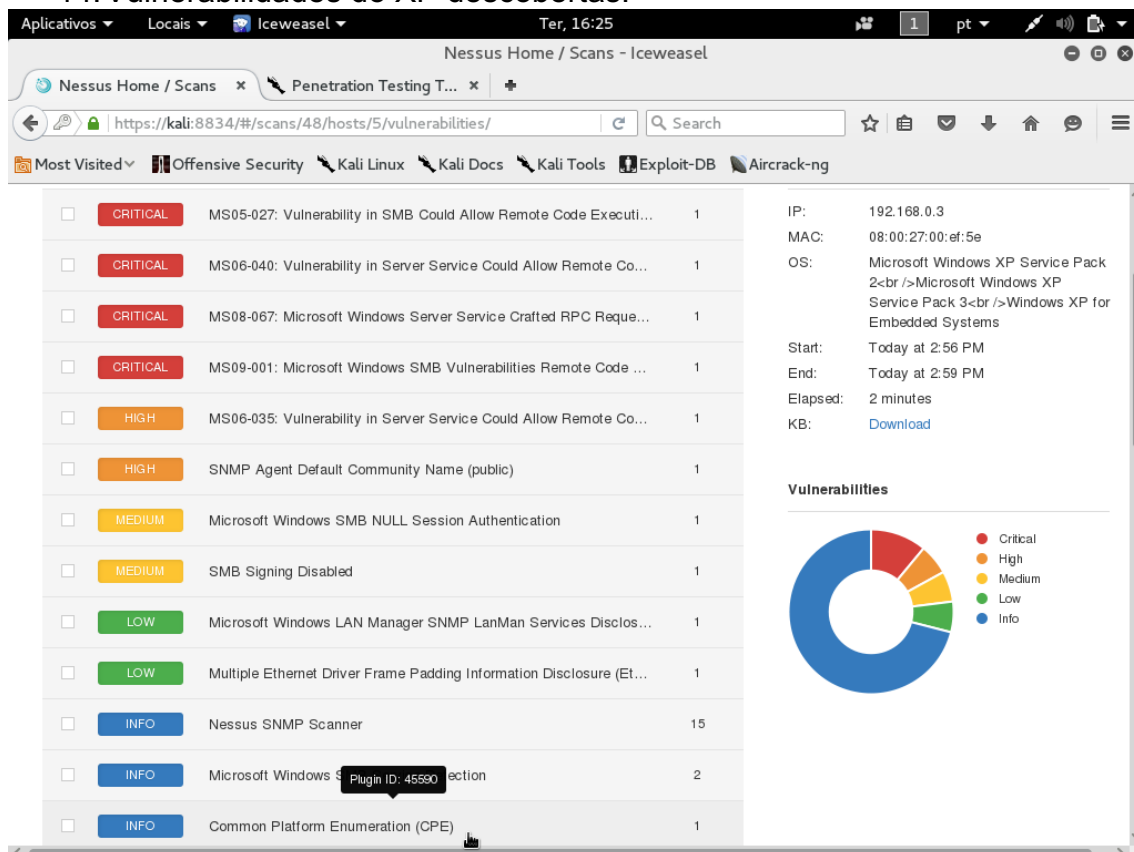 Aplicativos Locais Iceweasel Ter, 16:25 1 pt
Nessus Home / Scans - Iceweasel
Nessus Home / Scans × Penetration Testing T... ×
https://kali:8834/#/scans/48/hosts/5/vulnerabilities/ Search
Most Visited Offensive Security Kali Linux Kali Docs Kali Tools Exploit-DB Aircrack-ng
CRITICAL MS05-027: Vulnerability in SMB Could Allow Remote Code Executi... 1
CRITICAL MS06-040: Vulnerability in Server Service Could Allow Remote Co... 1
CRITICAL MS08-067: Microsoft Windows Server Service Crafted RPC Reque... 1
CRITICAL MS09-001: Microsoft Windows SMB Vulnerabilities Remote Code ... 1
HIGH MS06-035: Vulnerability in Server Service Could Allow Remote Co... 1
HIGH SNMP Agent Default Community Name (public) 1
MEDIUM Microsoft Windows SMB NULL Session Authentication 1
MEDIUM SMB Signing Disabled 1
LOW Microsoft Windows LAN Manager SNMP LanMan Services Disclos... 1
LOW Multiple Ethernet Driver Frame Padding Information Disclosure (Et... 1
INFO Nessus SNMP Scanner 15
INFO Microsoft Windows S ection 2
Plugin ID: 45590
INFO Common Platform Enumeration (CPE) 1
IP: 192.168.0.3
MAC: 08:00:27:00:ef:5e
OS: Microsoft Windows XP Service Pack
2<br />Microsoft Windows XP
Service Pack 3<br />Windows XP for
Embedded Systems
Start: Today at 2:56 PM
End: Today at 2:59 PM
Elapsed: 2 minutes
KB: Download
Vulnerabilities
Critical
High
Medium
Low
Info